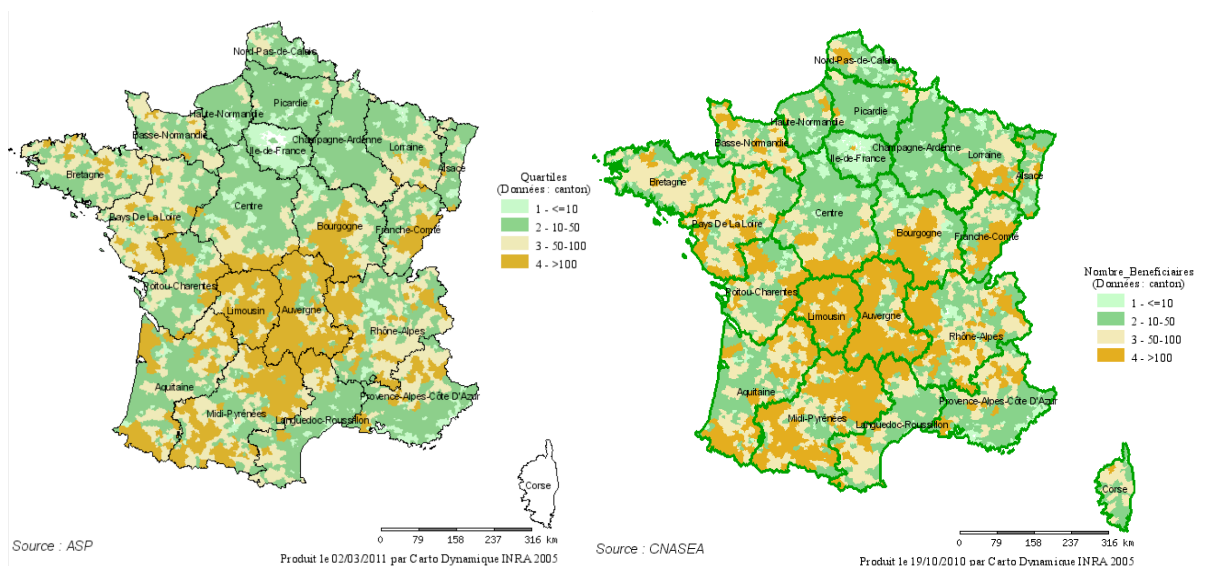 Nord-Pas-de-Calais
Picardie
Haute-Normandie
Basse-Normandie
Ile-de-France
Champagne-Ardenne
Lorraine
Alsace
Bretagne
Pays De La Loire
Centre
Bourgogne
Franche-Comté
Poitou-Charentes
Limousin
Auvergne
Rhône-Alpes
Aquitaine
Midi-Pyrénées
Languedoc-Roussillon
Provence-Alpes-Côte D'Azur
Corse
Quartiles
(Données : canton)
1 - <=10
2 - 10-50
3 - 50-100
4 - >100
0 79 158 237 316 km
Source : ASP
Produit le 02/03/2011 par Carto Dynamique INRA 2005
Nord-Pas-de-Calais
Picardie
Haute-Normandie
Basse-Normandie
Ile-de-France
Champagne-Ardenne
Lorraine
Alsace
Bretagne
Pays De La Loire
Centre
Bourgogne
Franche-Comté
Poitou-Charentes
Limousin
Auvergne
Rhône-Alpes
Aquitaine
Midi-Pyrénées
Languedoc-Roussillon
Provence-Alpes-Côte D'Azur
Corse
Nombre_Beneficiaires
(Données : canton)
1 - <=10
2 - 10-50
3 - 50-100
4 - >100
0 79 158 237 316 km
Source : CNASEA
Produit le 19/10/2010 par Carto Dynamique INRA 2005